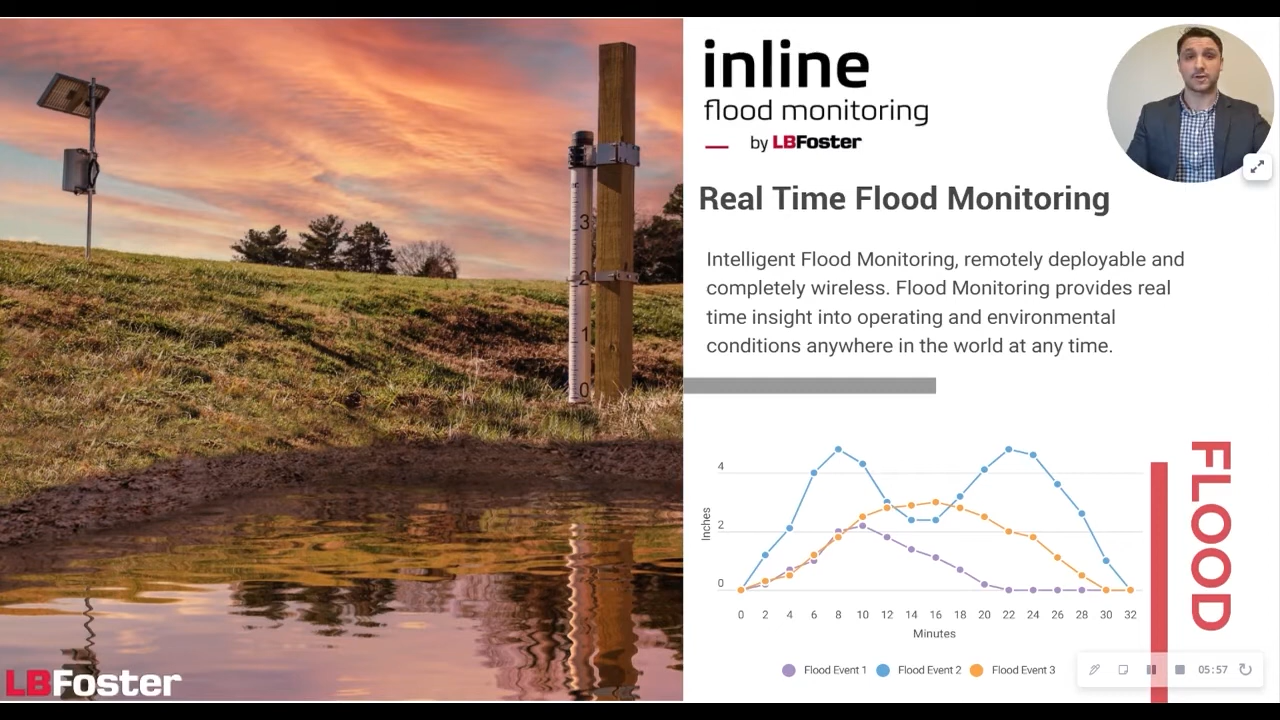 inline
flood monitoring
by LBFoster
Real Time Flood Monitoring
Intelligent Flood Monitoring, remotely deployable and
completely wireless. Flood Monitoring provides real
time insight into operating and environmental
conditions anywhere in the world at any time.
3
2
1
0
4
2
0
Inches
0 2 4 6 8 10 12 14 16 18 20 22 24 26 28 30 32
Minutes
Flood Event 1 Flood Event 2 Flood Event 3
FLOOD
05:57
LBFoster